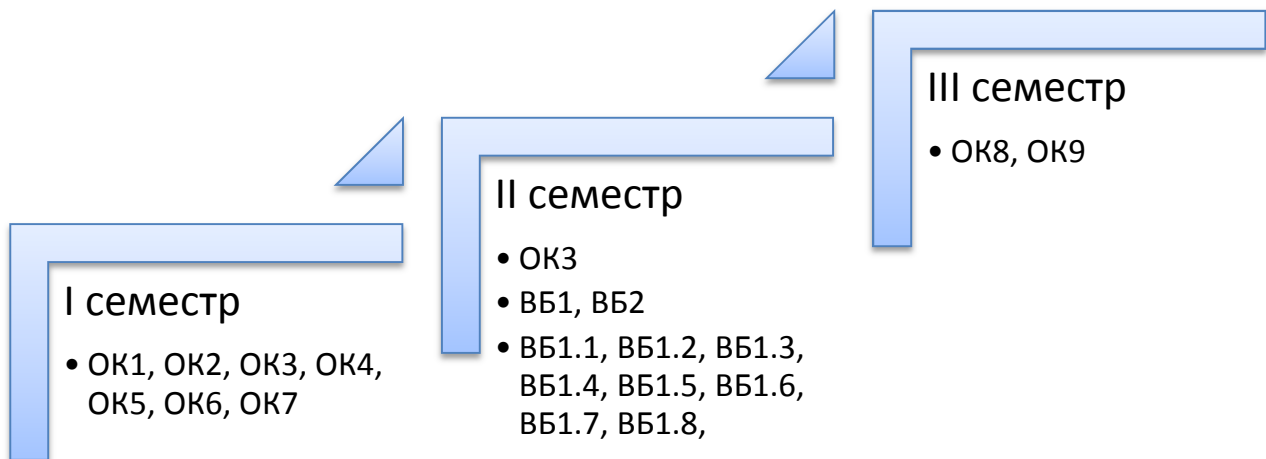 I семестр
• ОК1, ОК2, ОК3, ОК4,
ОК5, ОК6, ОК7
II семестр
• ОК3
• ВБ1, ВБ2
• ВБ1.1, ВБ1.2, ВБ1.3,
ВБ1.4, ВБ1.5, ВБ1.6,
ВБ1.7, ВБ1.8,
III семестр
• ОК8, ОК9